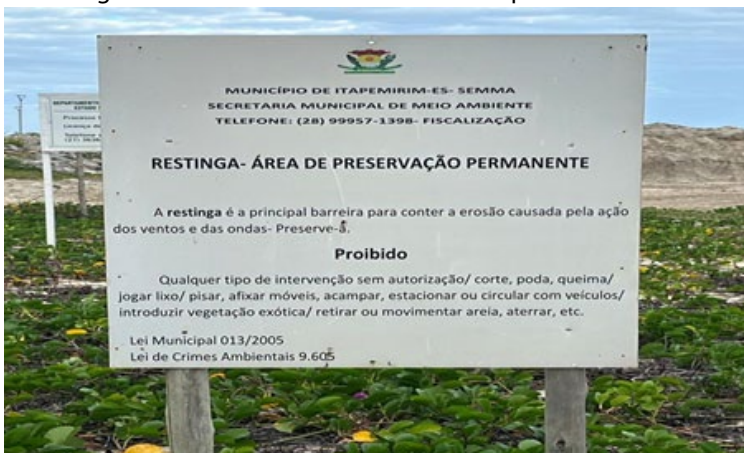 MUNICÍPIO DE ITAPEMIRIM-ES- SEMMA
SECRETARIA MUNICIPAL DE MEIO AMBIENTE
TELEFONE: (28) 99957-1398- FISCALIZAÇÃO
RESTINGA- ÁREA DE PRESERVAÇÃO PERMANENTE
A restinga é a principal barreira para conter a erosão causada pela ação
dos ventos e das ondas- Preserve-a.
Proibido
Qualquer tipo de intervenção sem autorização/ corte, poda, queima/
jogar lixo/ pisar, afixar móveis, acampar, estacionar ou circular com veículos/
introduzir vegetação exótica/ retirar ou movimentar areia, aterrar, etc.
Lei Municipal 013/2005
Lei de Crimes Ambientais 9.605
DEPARTAMENTO